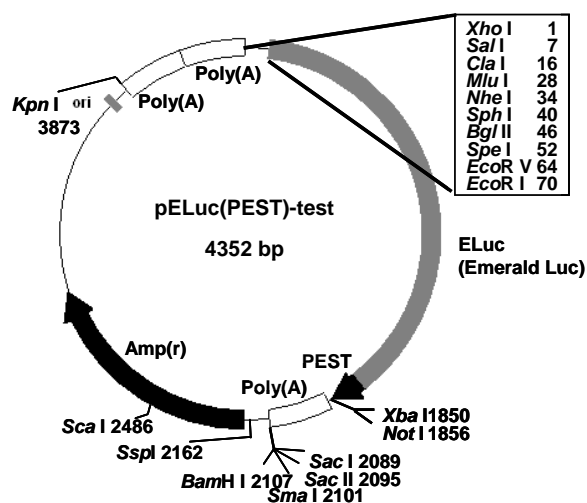 Xho I 1
Sal I 7
Cla I 16
Mlu I 28
Nhe I 34
Sph I 40
Bgl II 46
Spe I 52
EcoR V 64
EcoR I 70
Poly(A)
Poly(A)
Kpn I
3873
ori
pELuc(PEST)-test
4352 bp
ELuc
(Emerald Luc)
Amp(r)
PEST
Poly(A)
Xba I1850
Not I 1856
Sca I 2486
SspI 2162
BamH I 2107
Sac I 2089
Sac II 2095
Sma I 2101